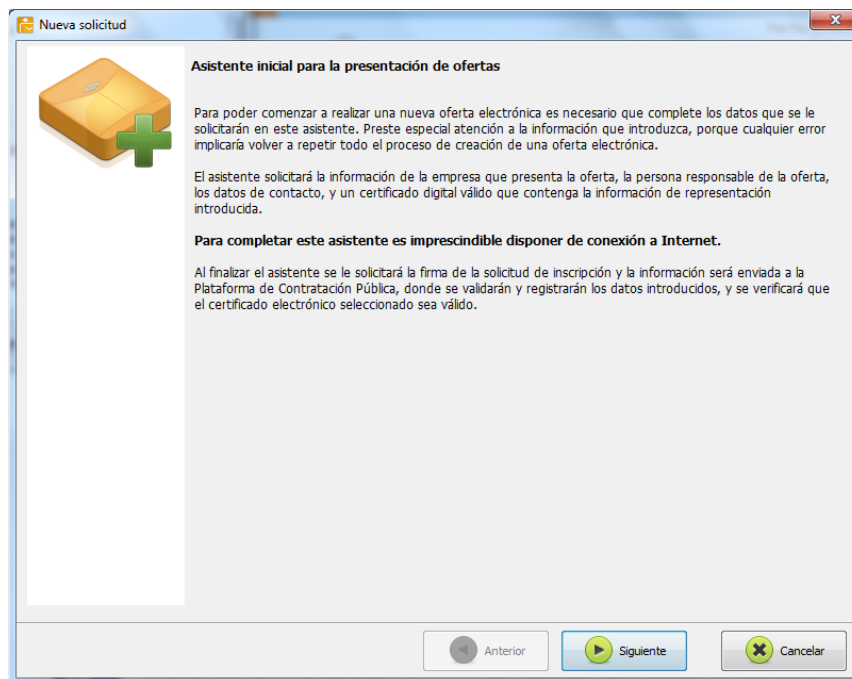 Nueva solicitud
Asistente inicial para la presentación de ofertas
Para poder comenzar a realizar una nueva oferta electrónica es necesario que complete los datos que se le
solicitarán en este asistente. Preste especial atención a la información que introduzca, porque cualquier error
implicaría volver a repetir todo el proceso de creación de una oferta electrónica.
El asistente solicitará la información de la empresa que presenta la oferta, la persona responsable de la oferta,
los datos de contacto, y un certificado digital válido que contenga la información de representación
introducida.
Para completar este asistente es imprescindible disponer de conexión a Internet.
Al finalizar el asistente se le solicitará la firma de la solicitud de inscripción y la información será enviada a la
Plataforma de Contratación Pública, donde se validarán y registrarán los datos introducidos, y se verificará que
el certificado electrónico seleccionado sea válido.
Anterior Siguiente Cancelar